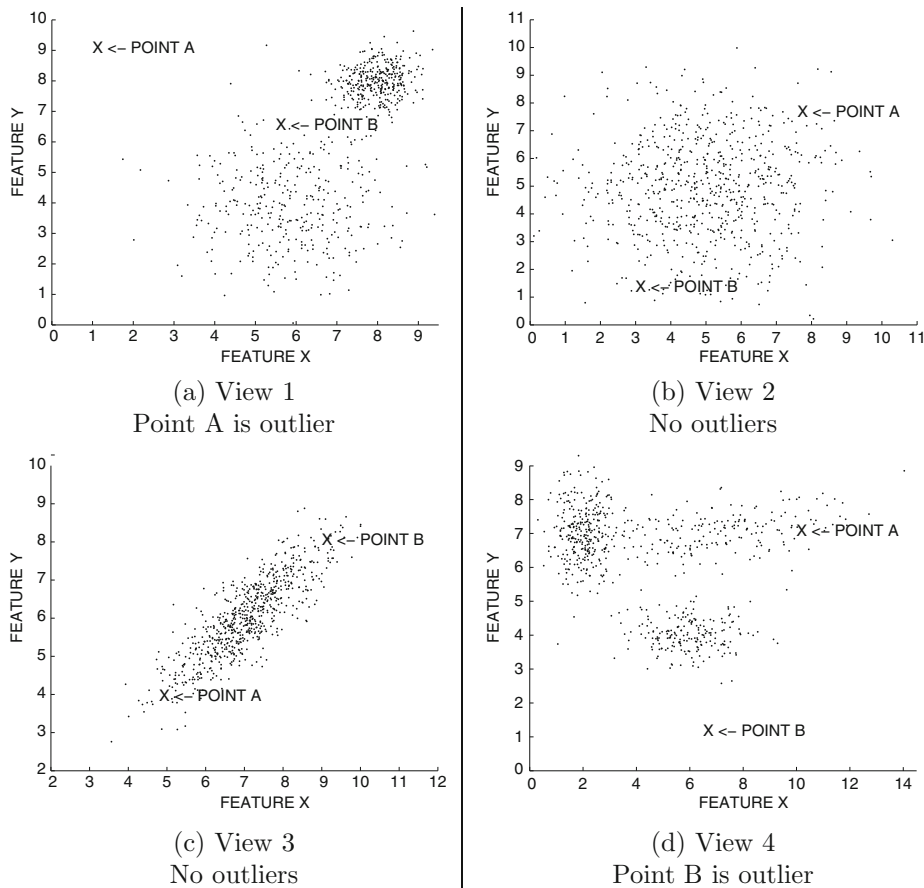 10
9
8
7
6
5
4
3
2
1
0
FEATURE Y
X <− POINT A
X <− POINT B
0 1 2 3 4 5 6 7 8 9
FEATURE X
(a) View 1
Point A is outlier
11
10
9
8
7
6
5
4
3
2
1
0
FEATURE Y
X <− POINT A
X <− POINT B
0 1 2 3 4 5 6 7 8 9 10 11
FEATURE X
(b) View 2
No outliers
10
9
8
7
6
5
4
3
2
FEATURE Y
X <− POINT B
X <− POINT A
2 3 4 5 6 7 8 9 10 11 12
FEATURE X
(c) View 3
No outliers
9
8
7
6
5
4
3
2
1
0
FEATURE Y
X <− POINT A
X <− POINT B
0 2 4 6 8 10 12 14
FEATURE X
(d) View 4
Point B is outlier